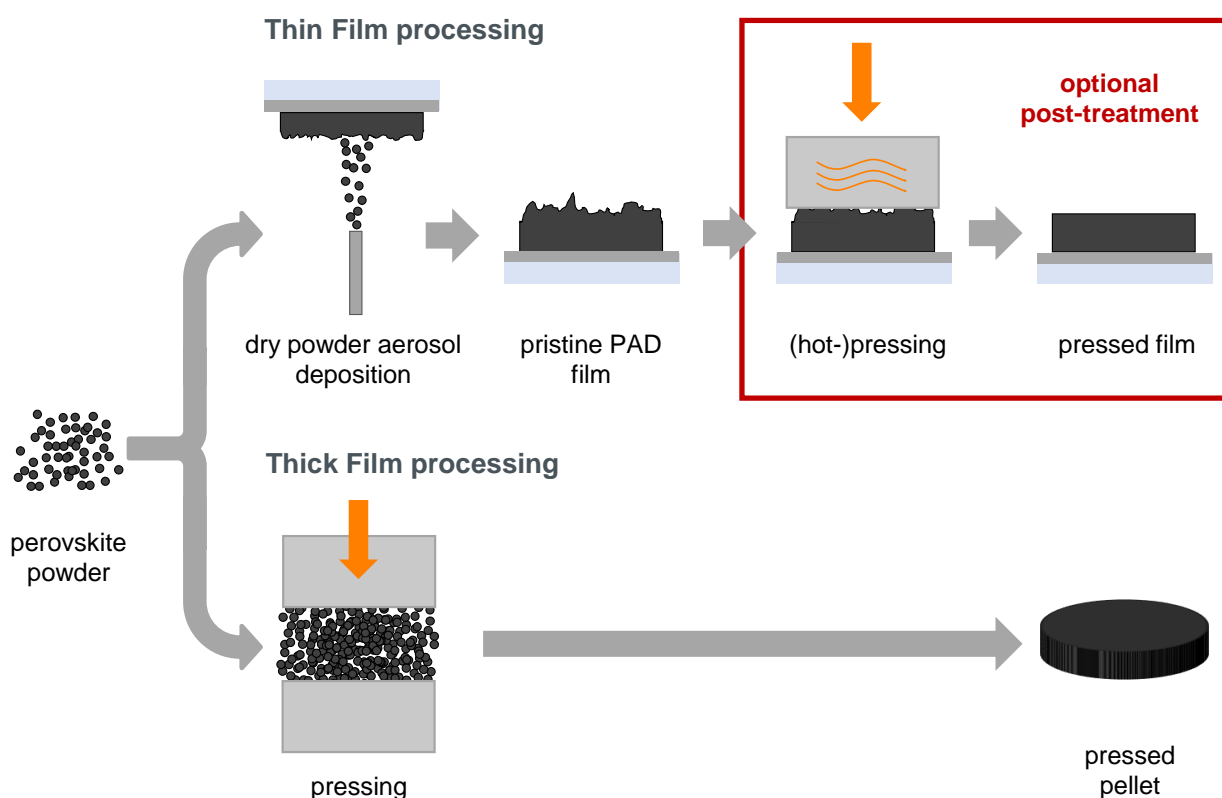 Thin Film processing
optional
post-treatment
dry powder aerosol
deposition
pristine PAD
film
(hot-)pressing
pressed film
perovskite
powder
Thick Film processing
pressing
pressed
pellet